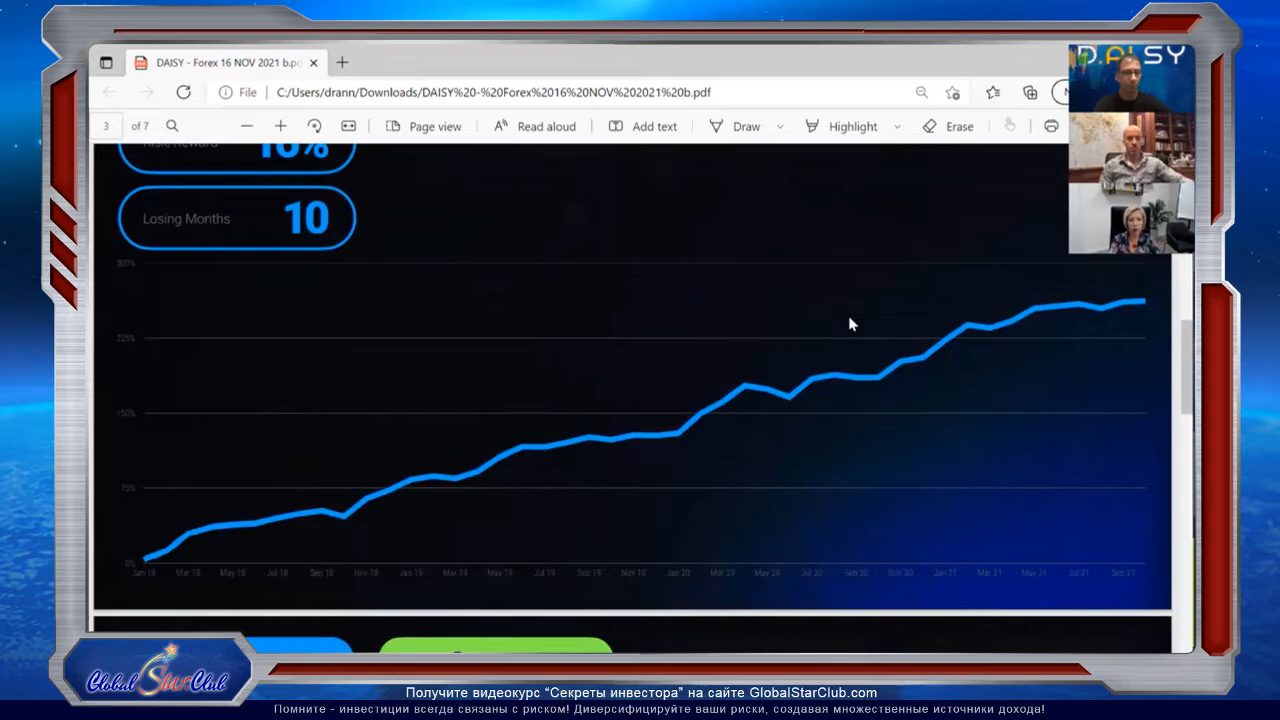 DAISY - Forex 16 NOV 2021 b.pd
D.AISY
File C:/Users/drann/Downloads/DAISY%20-%20Forex%2016%20NOV%202021%20b.pdf
3 of 7 Page view Read aloud Add text Draw Highlight Erase
Risk/Reward 10%
Losing Months 10
300%
225%
150%
75%
0%
Jan 18 Mar 18 May 18 Jul 18 Sep 18 Nov 18 Jan 19 Mar 19 May 19 Jul 19 Sep 19 Nov 19 Jan 20 Mar 20 May 20 Jul 20 Sep 20 Nov 20 Jan 21 Mar 21 May 21 Jul 21 Sep 21
Global Star Club
Получите видеокурс “Секреты инвестора” на сайте GlobalStarClub.com
Помните - инвестиции всегда связаны с риском! Диверсифицируйте ваши риски, создавая множественные источники дохода!